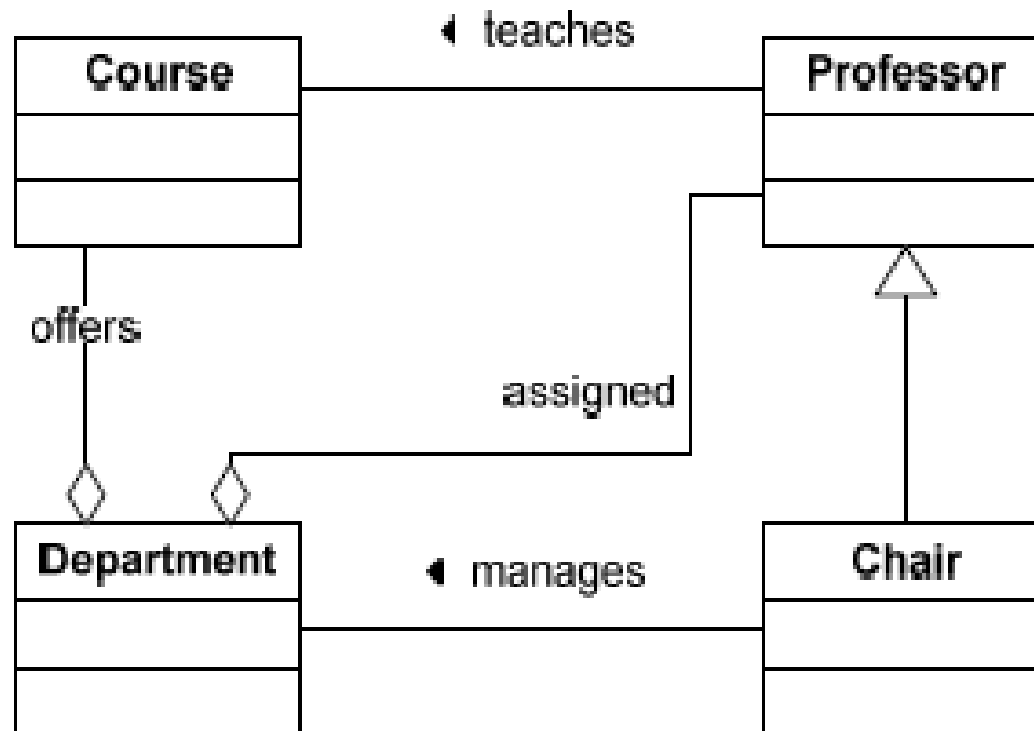 ◄ teaches
Course
Professor
offers
assigned
Department
◄ manages
Chair